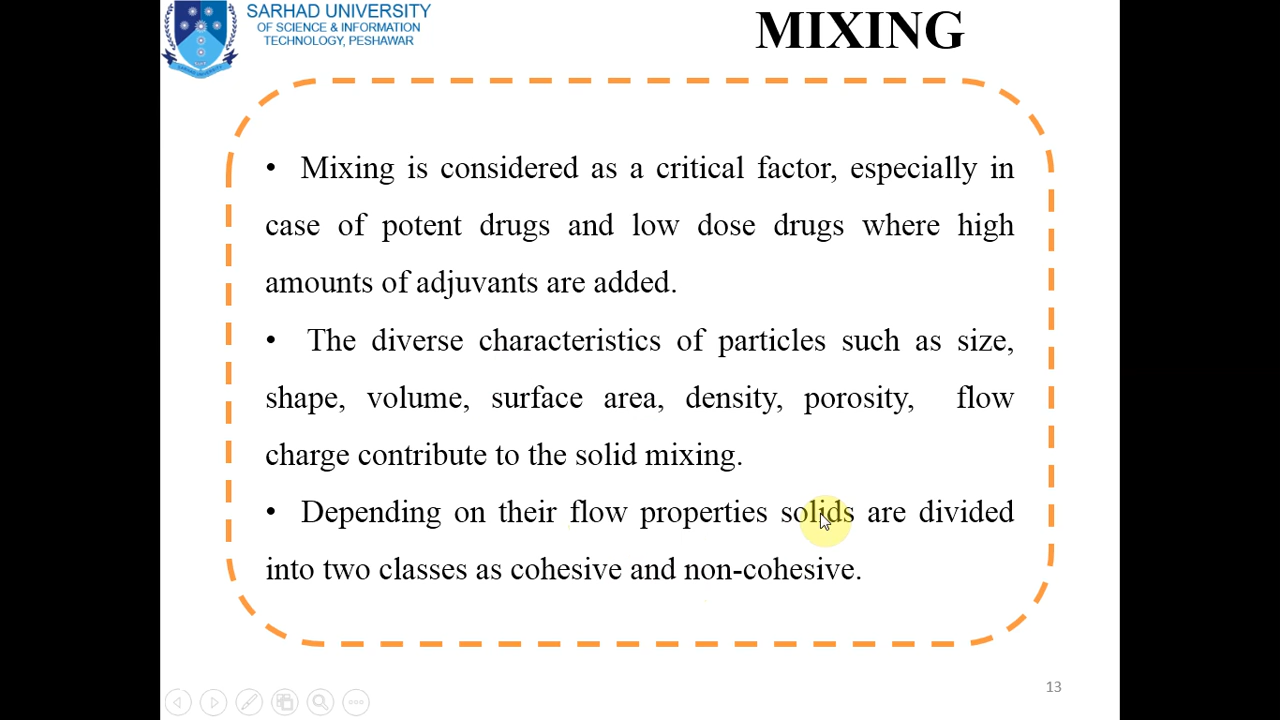 SARHAD UNIVERSITY
OF SCIENCE & INFORMATION
TECHNOLOGY, PESHAWAR
MIXING
• Mixing is considered as a critical factor, especially in
case of potent drugs and low dose drugs where high
amounts of adjuvants are added.
• The diverse characteristics of particles such as size,
shape, volume, surface area, density, porosity, flow
charge contribute to the solid mixing.
• Depending on their flow properties solids are divided
into two classes as cohesive and non-cohesive.
13